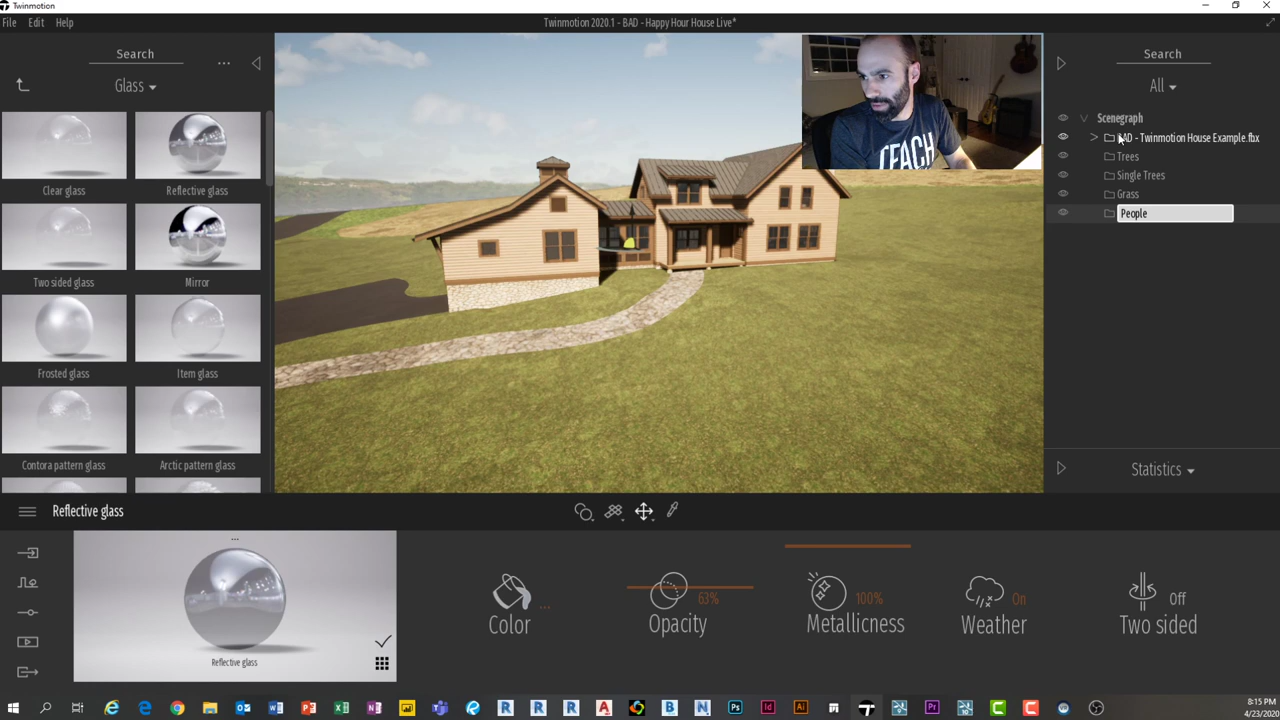 Twinmotion
File Edit Help
Twinmotion 2020.1 - BAD - Happy Hour House Live*
Search
...
Glass
Clear glass
Reflective glass
Two sided glass
Mirror
Frosted glass
Item glass
Contora pattern glass
Arctic pattern glass
TEACH
Search
All
Scenegraph
BAD - Twinmotion House Example.fbx
Trees
Single Trees
Grass
People
Statistics
Reflective glass
...
Reflective glass
Color ...
Opacity 63%
Metallicness 100%
Weather On
Two sided Off
8:15 PM
4/23/2020